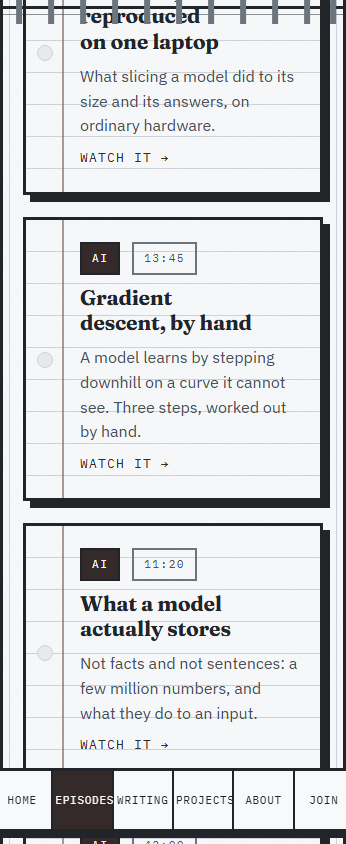 reproduced
on one laptop
What slicing a model did to its
size and its answers, on
ordinary hardware.
WATCH IT →
AI 13:45
Gradient
descent, by hand
A model learns by stepping
downhill on a curve it cannot
see. Three steps, worked out
by hand.
WATCH IT →
AI 11:20
What a model
actually stores
Not facts and not sentences: a
few million numbers, and
what they do to an input.
WATCH IT →
HOME EPISODES WRITING PROJECTS ABOUT JOIN